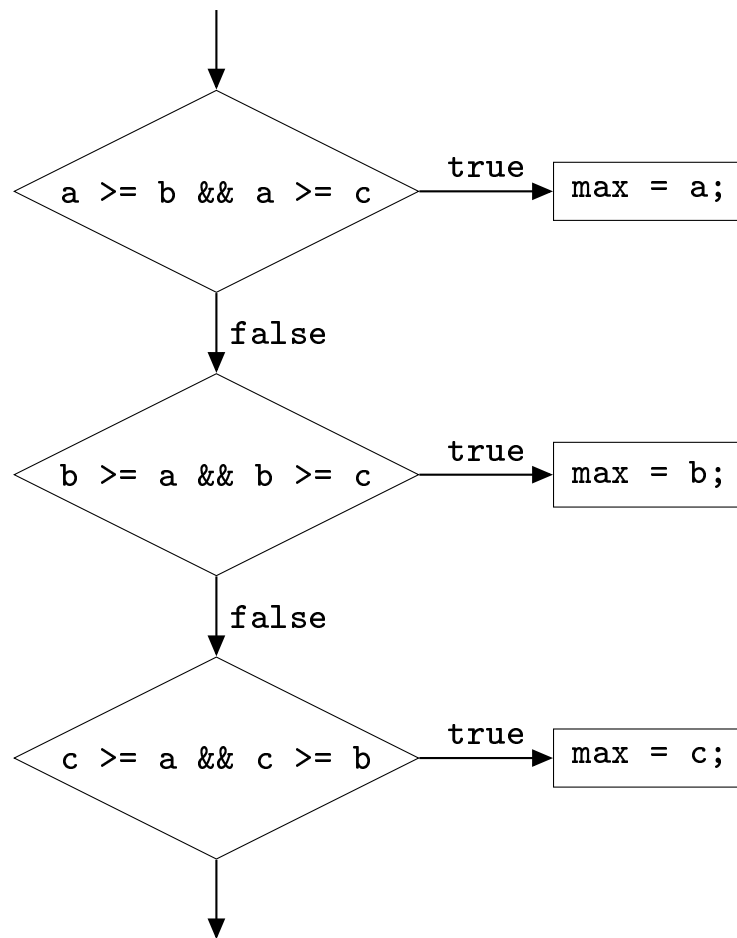 true
a >= b && a >= c
max = a;
false
true
b >= a && b >= c
max = b;
false
true
c >= a && c >= b
max = c;